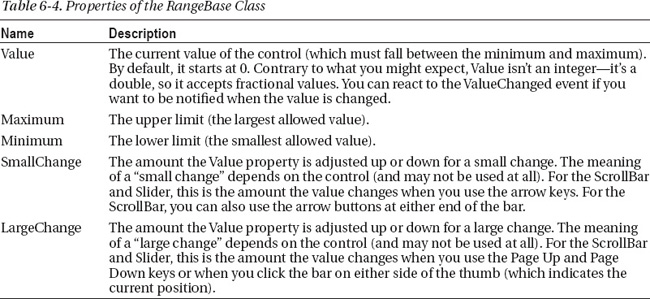 Table 6-4. Properties of the RangeBase Class
Name Description
Value The current value of the control (which must fall between the minimum and maximum).
By default, it starts at 0. Contrary to what you might expect, Value isn't an integer—it's a
double, so it accepts fractional values. You can react to the ValueChanged event if you
want to be notified when the value is changed.
Maximum The upper limit (the largest allowed value).
Minimum The lower limit (the smallest allowed value).
SmallChange The amount the Value property is adjusted up or down for a small change. The meaning
of a “small change” depends on the control (and may not be used at all). For the ScrollBar
and Slider, this is the amount the value changes when you use the arrow keys. For the
ScrollBar, you can also use the arrow buttons at either end of the bar.
LargeChange The amount the Value property is adjusted up or down for a large change. The meaning
of a “large change” depends on the control (and may not be used at all). For the ScrollBar
and Slider, this is the amount the value changes when you use the Page Up and Page
Down keys or when you click the bar on either side of the thumb (which indicates the
current position).